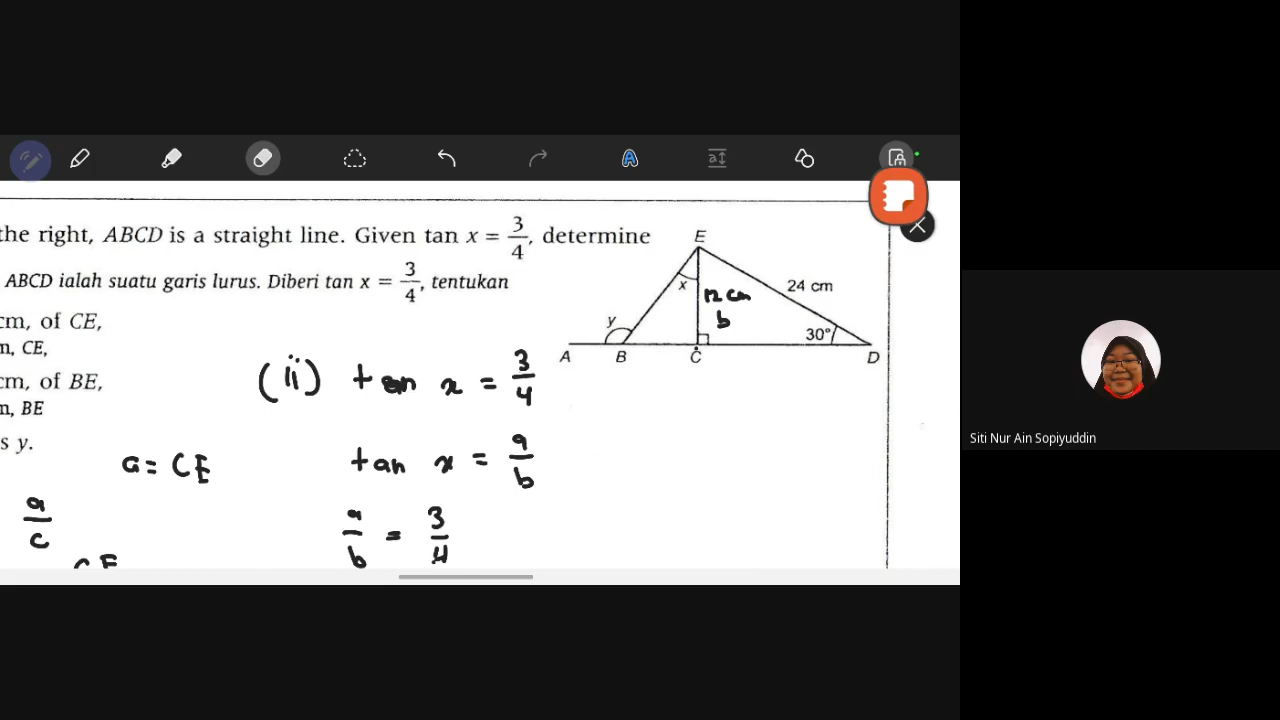 the right, ABCD is a straight line. Given tan x = 3/4, determine
ABCD ialah suatu garis lurus. Diberi tan x = 3/4, tentukan
cm, of CE,
n, CE,
cm, of BE,
n, BE
s y.
E
x
12 cm
b
24 cm
y
30°
A B C D
(ii) tan x = 3/4
a = CE
tan x = a/b
a/c
a/b = 3/4
CE
Siti Nur Ain Sopiyuddin